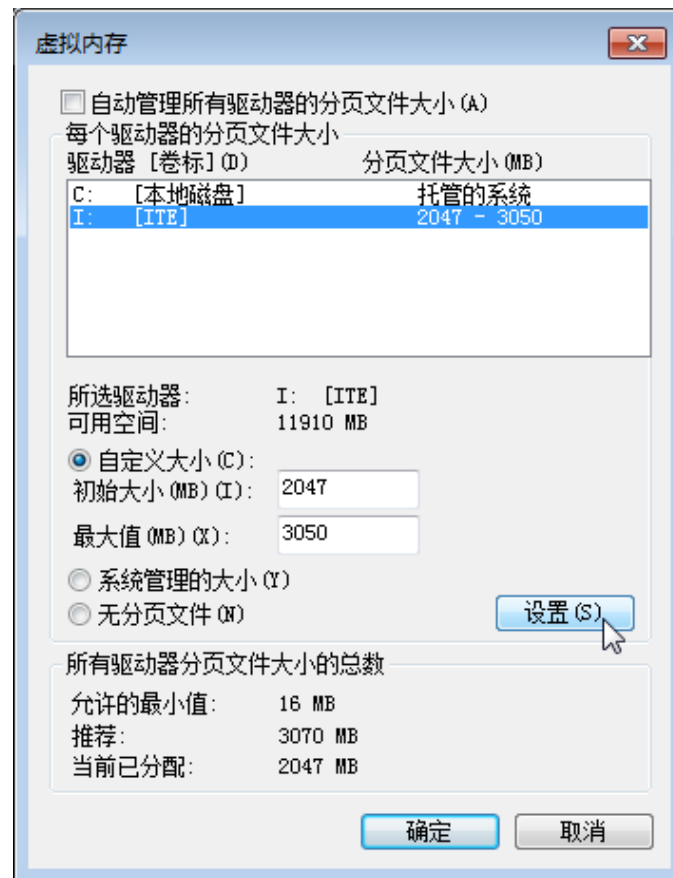 虚拟内存
自动管理所有驱动器的分页文件大小(A)
每个驱动器的分页文件大小
驱动器 [卷标](D) 分页文件大小(MB)
C: [本地磁盘] 托管的系统
I: [ITE] 2047 - 3050
所选驱动器: I: [ITE]
可用空间: 11910 MB
自定义大小(C):
初始大小(MB)(I): 2047
最大值(MB)(X): 3050
系统管理的大小(Y)
无分页文件(N) 设置(S)
所有驱动器分页文件大小的总数
允许的最小值: 16 MB
推荐: 3070 MB
当前已分配: 2047 MB
确定 取消